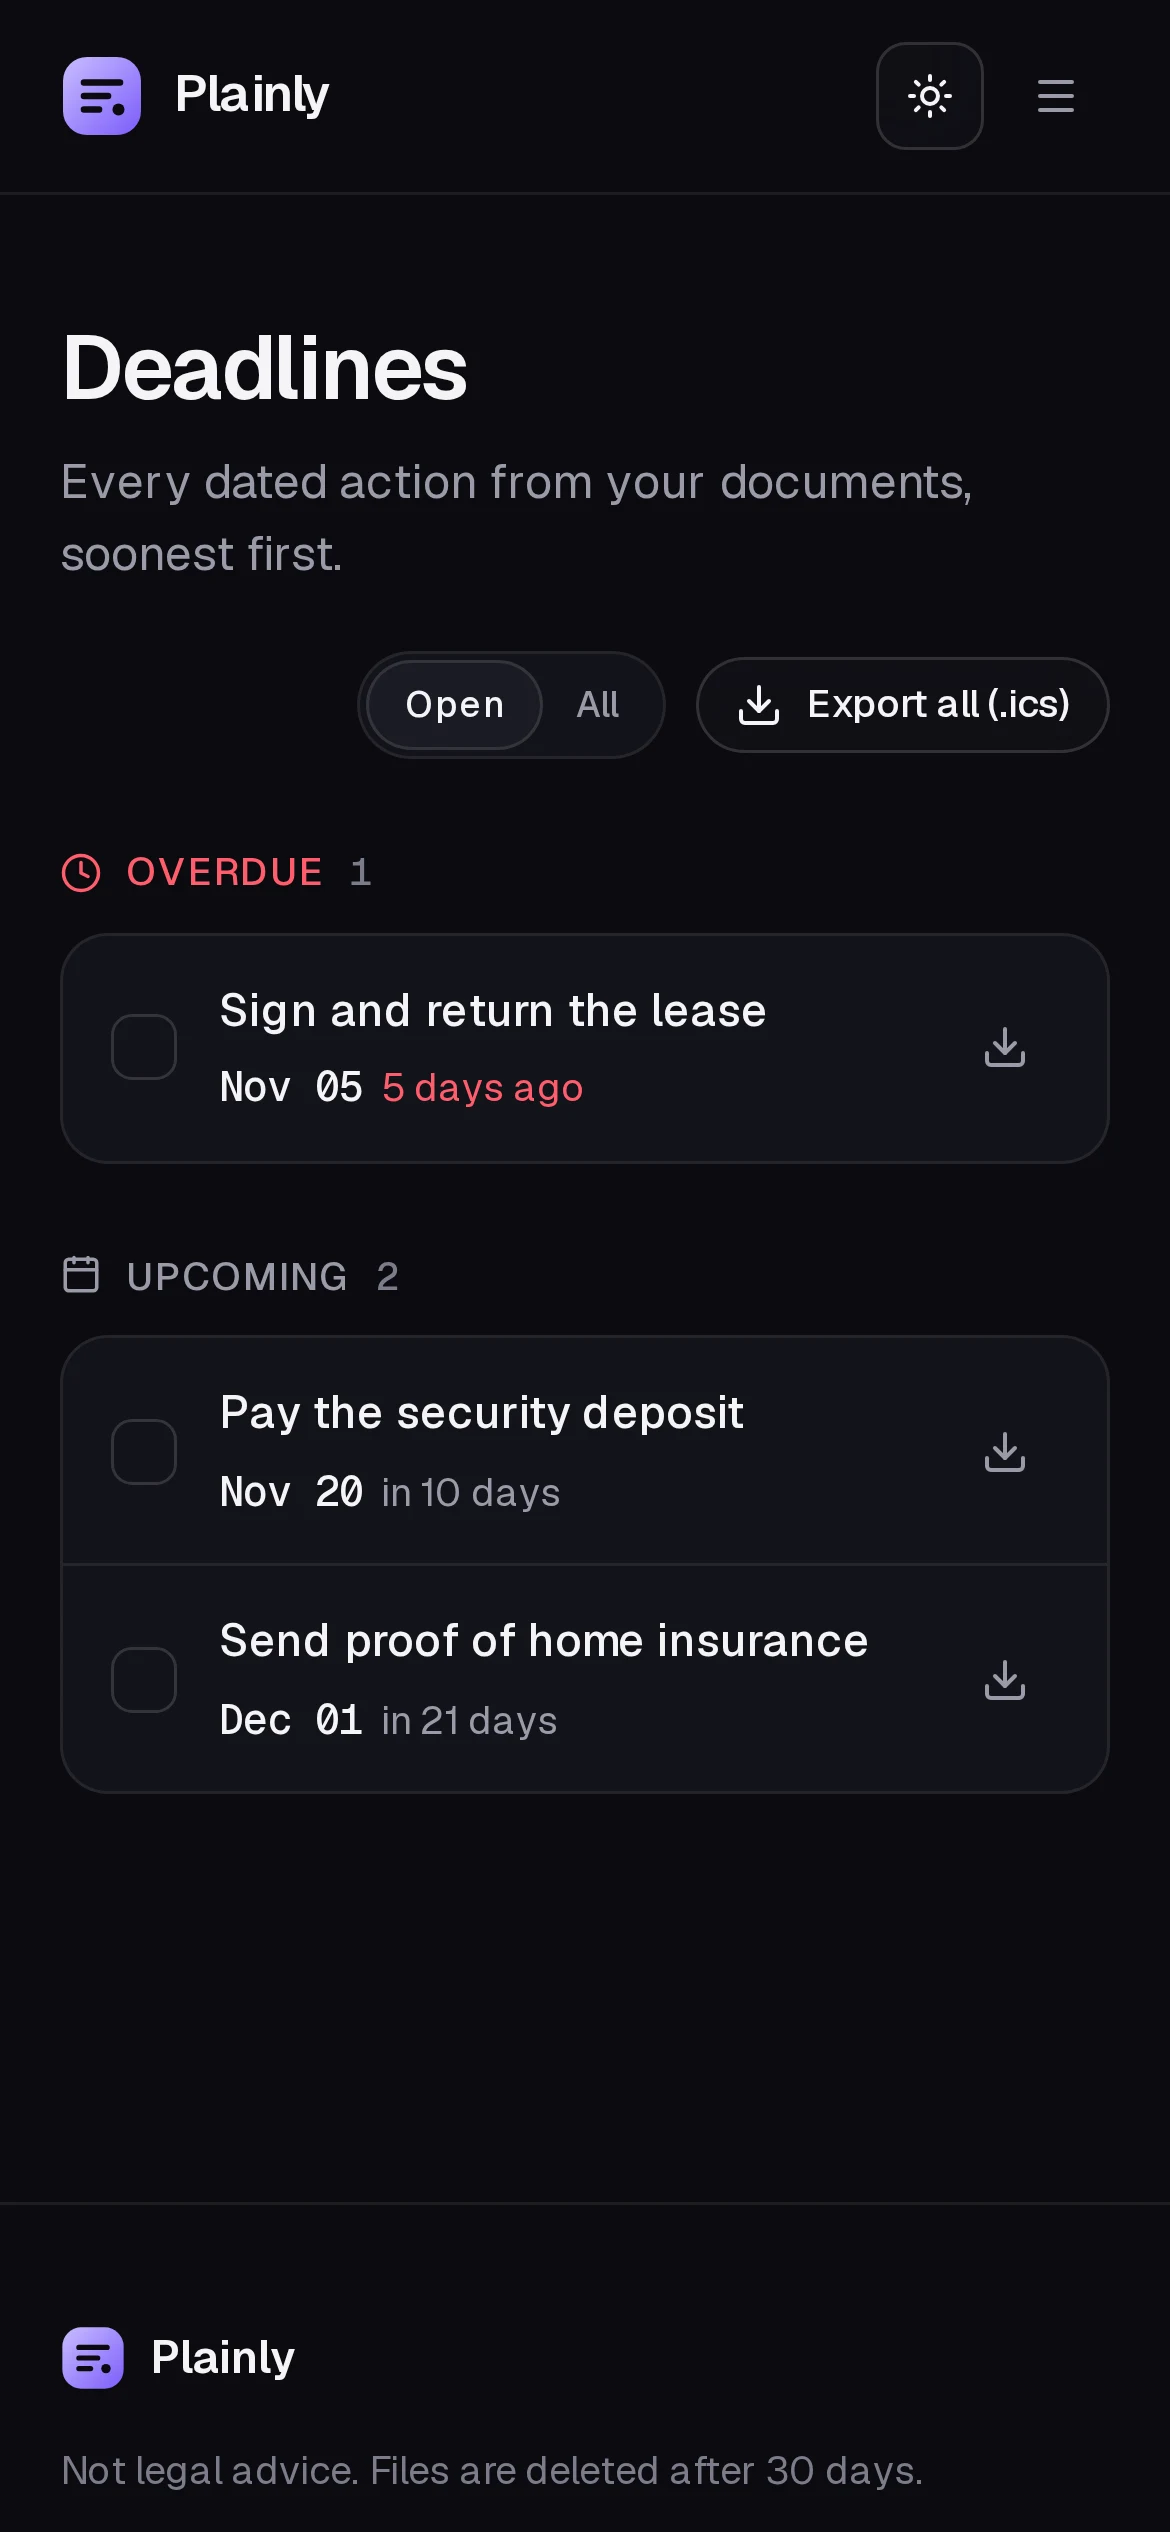 Plainly
Deadlines
Every dated action from your documents,
soonest first.
Open All Export all (.ics)
OVERDUE 1
Sign and return the lease
Nov 05 5 days ago
UPCOMING 2
Pay the security deposit
Nov 20 in 10 days
Send proof of home insurance
Dec 01 in 21 days
Plainly
Not legal advice. Files are deleted after 30 days.